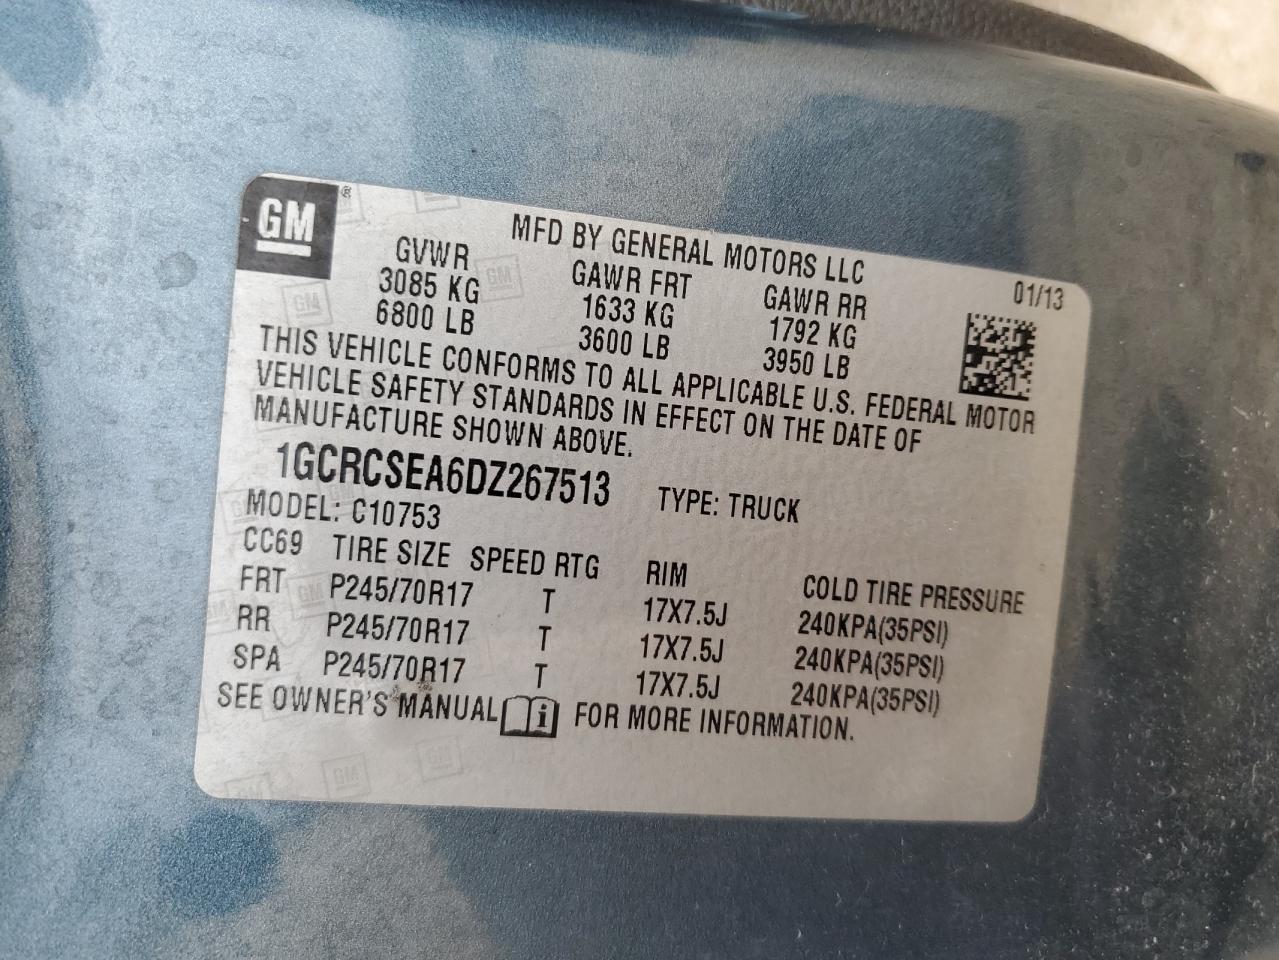 GM
MFD BY GENERAL MOTORS LLC
01/13
GVWR GAWR FRT GAWR RR
3085 KG 1633 KG 1792 KG
6800 LB 3600 LB 3950 LB
THIS VEHICLE CONFORMS TO ALL APPLICABLE U.S. FEDERAL MOTOR
VEHICLE SAFETY STANDARDS IN EFFECT ON THE DATE OF
MANUFACTURE SHOWN ABOVE.
1GCRCSEA6DZ267513 TYPE: TRUCK
MODEL: C10753
CC69 TIRE SIZE SPEED RTG RIM COLD TIRE PRESSURE
FRT P245/70R17 T 17X7.5J 240KPA(35PSI)
RR P245/70R17 T 17X7.5J 240KPA(35PSI)
SPA P245/70R17 T 17X7.5J 240KPA(35PSI)
SEE OWNER'S MANUAL FOR MORE INFORMATION.